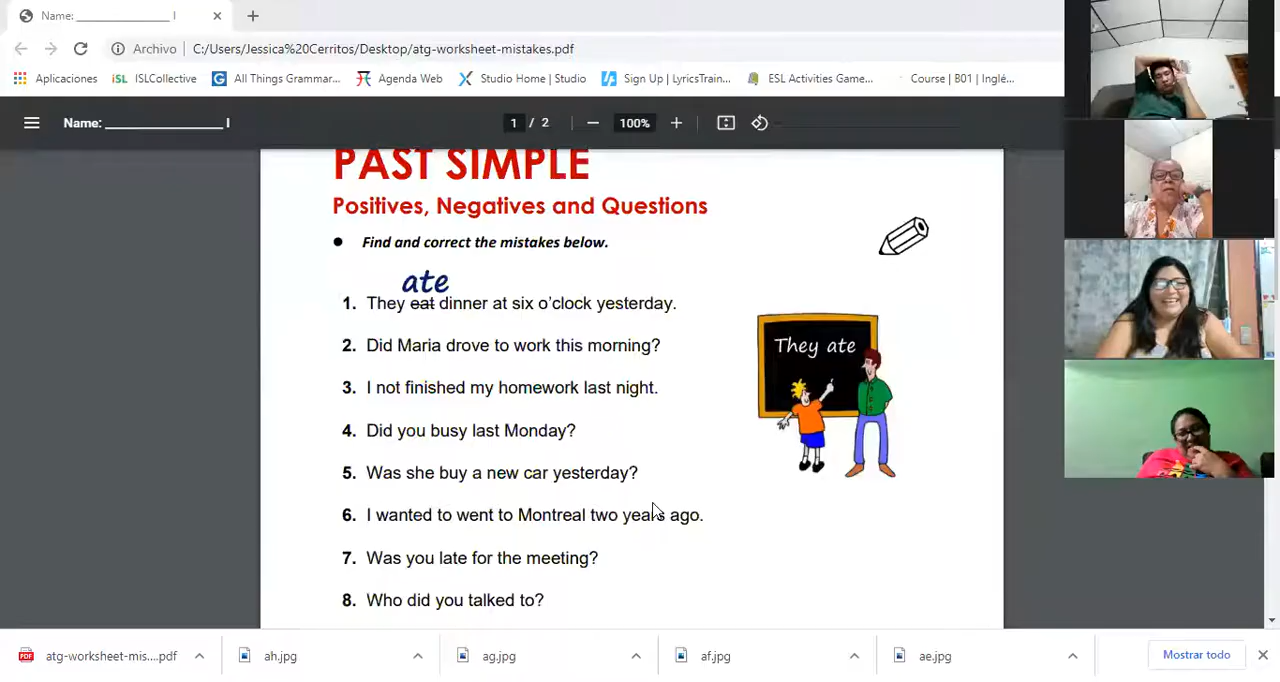 Name: ______________ I
Archivo C:/Users/Jessica%20Cerritos/Desktop/atg-worksheet-mistakes.pdf
Aplicaciones iSL ISLCollective All Things Grammar... Agenda Web Studio Home | Studio Sign Up | LyricsTrain... ESL Activities Game... Course | B01 | Inglé...
Name: ______________ I 1 / 2 100%
PAST SIMPLE
Positives, Negatives and Questions
Find and correct the mistakes below.
ate
1. They eat dinner at six o'clock yesterday.
They ate
2. Did Maria drove to work this morning?
3. I not finished my homework last night.
4. Did you busy last Monday?
5. Was she buy a new car yesterday?
6. I wanted to went to Montreal two years ago.
7. Was you late for the meeting?
8. Who did you talked to?
atg-worksheet-mis....pdf ah.jpg ag.jpg af.jpg ae.jpg Mostrar todo